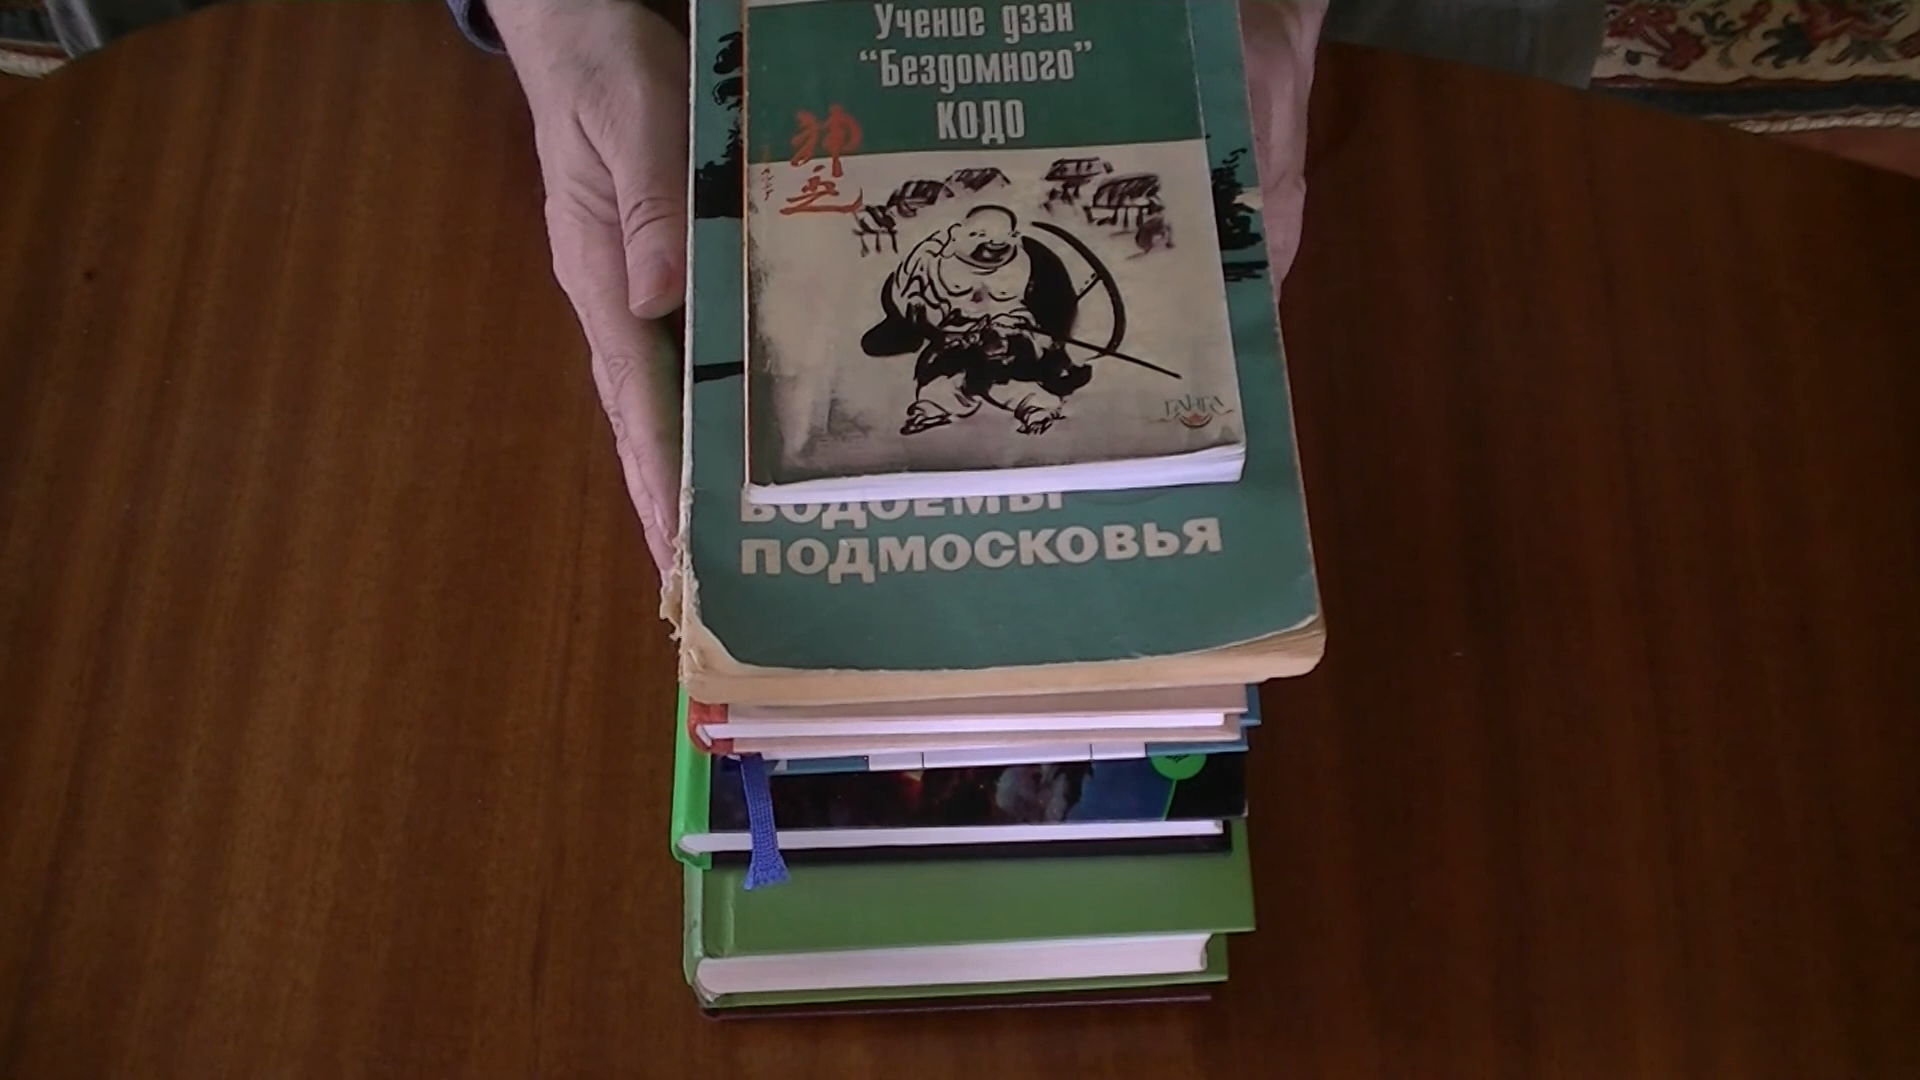 Учение дзэн
“Бездомного”
КОДО
ГАНГА
ВОДОЕМЫ
ПОДМОСКОВЬЯ